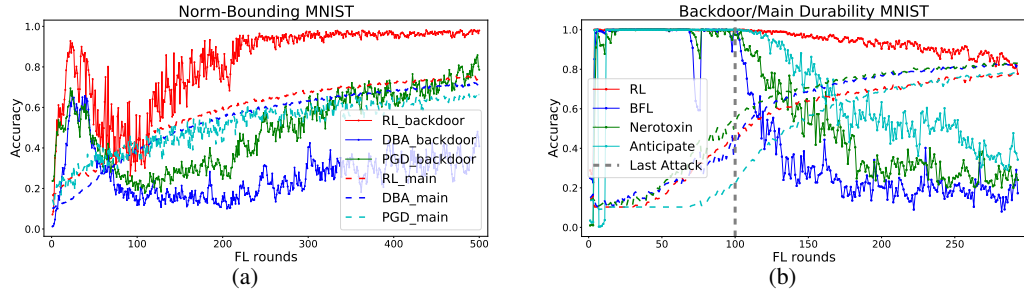 Norm-Bounding MNIST
1.0
0.8
0.6
0.4
0.2
0.0
Accuracy
0
100
200
300
400
500
FL rounds
RL_backdoor
DBA_backdoor
PGD_backdoor
RL_main
DBA_main
PGD_main
(a)
Backdoor/Main Durability MNIST
1.0
0.8
0.6
0.4
0.2
0.0
Accuracy
0
50
100
150
200
250
FL rounds
RL
BFL
Nerotoxin
Anticipate
Last Attack
(b)